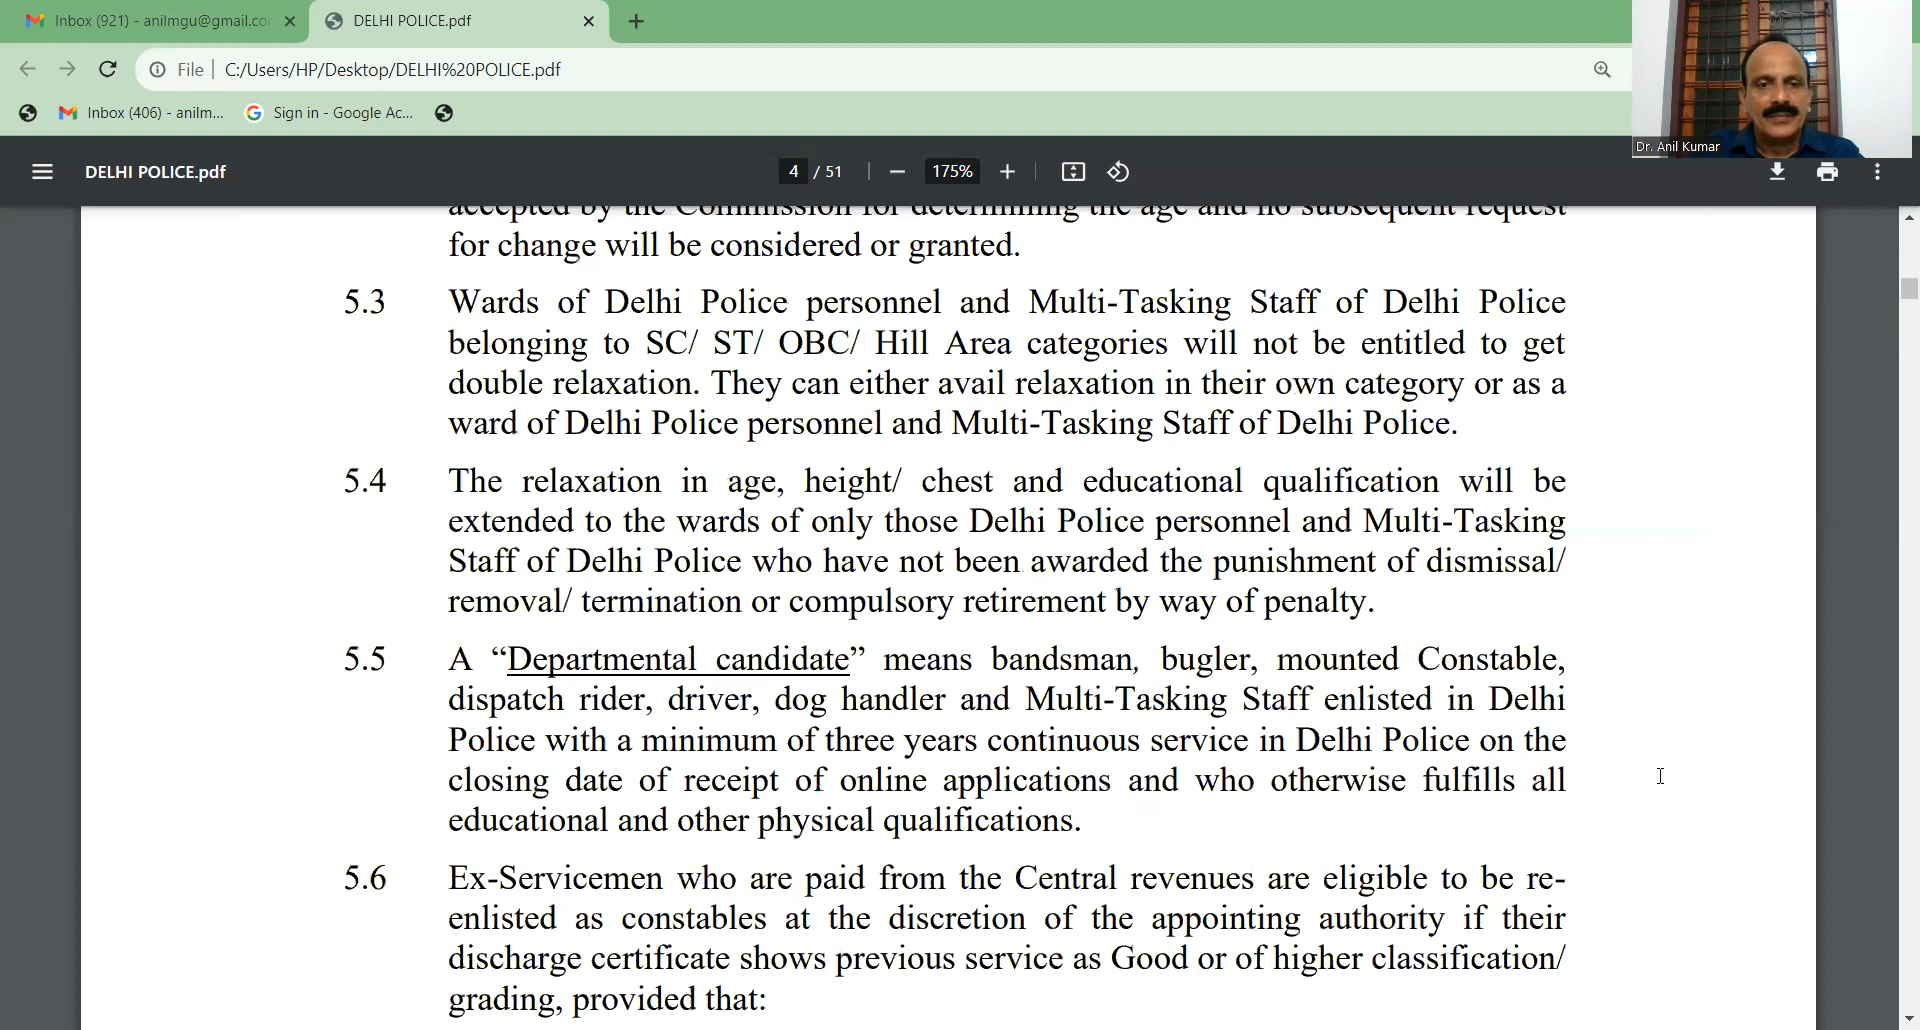 Inbox (921) - anilmgu@gmail.co
DELHI POLICE.pdf
File
C:/Users/HP/Desktop/DELHI%20POLICE.pdf
Inbox (406) - anilm...
Sign in - Google Ac...
Dr. Anil Kumar
DELHI POLICE.pdf
4 / 51
175%
accepted by the Commission for determining the age and no subsequent request
for change will be considered or granted.
5.3 Wards of Delhi Police personnel and Multi-Tasking Staff of Delhi Police
belonging to SC/ ST/ OBC/ Hill Area categories will not be entitled to get
double relaxation. They can either avail relaxation in their own category or as a
ward of Delhi Police personnel and Multi-Tasking Staff of Delhi Police.
5.4 The relaxation in age, height/ chest and educational qualification will be
extended to the wards of only those Delhi Police personnel and Multi-Tasking
Staff of Delhi Police who have not been awarded the punishment of dismissal/
removal/ termination or compulsory retirement by way of penalty.
5.5 A “Departmental candidate” means bandsman, bugler, mounted Constable,
dispatch rider, driver, dog handler and Multi-Tasking Staff enlisted in Delhi
Police with a minimum of three years continuous service in Delhi Police on the
closing date of receipt of online applications and who otherwise fulfills all
educational and other physical qualifications.
5.6 Ex-Servicemen who are paid from the Central revenues are eligible to be re-
enlisted as constables at the discretion of the appointing authority if their
discharge certificate shows previous service as Good or of higher classification/
grading, provided that: